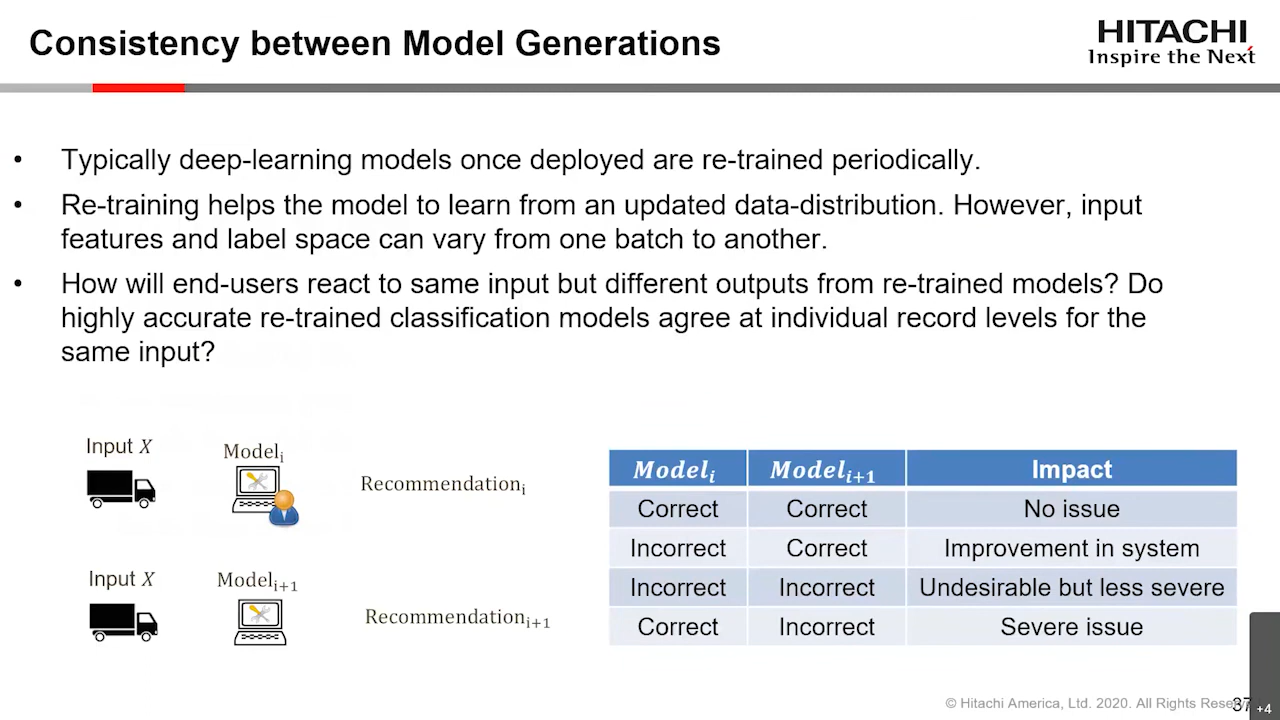 Consistency between Model Generations
HITACHI
Inspire the Next
• Typically deep-learning models once deployed are re-trained periodically.
• Re-training helps the model to learn from an updated data-distribution. However, input
features and label space can vary from one batch to another.
• How will end-users react to same input but different outputs from re-trained models? Do
highly accurate re-trained classification models agree at individual record levels for the
same input?
Input X
Modelᵢ
Recommendationᵢ
Input X
Modelᵢ₊₁
Recommendationᵢ₊₁
Modelᵢ Modelᵢ₊₁ Impact
Correct Correct No issue
Incorrect Correct Improvement in system
Incorrect Incorrect Undesirable but less severe
Correct Incorrect Severe issue
© Hitachi America, Ltd. 2020. All Rights
37
+4